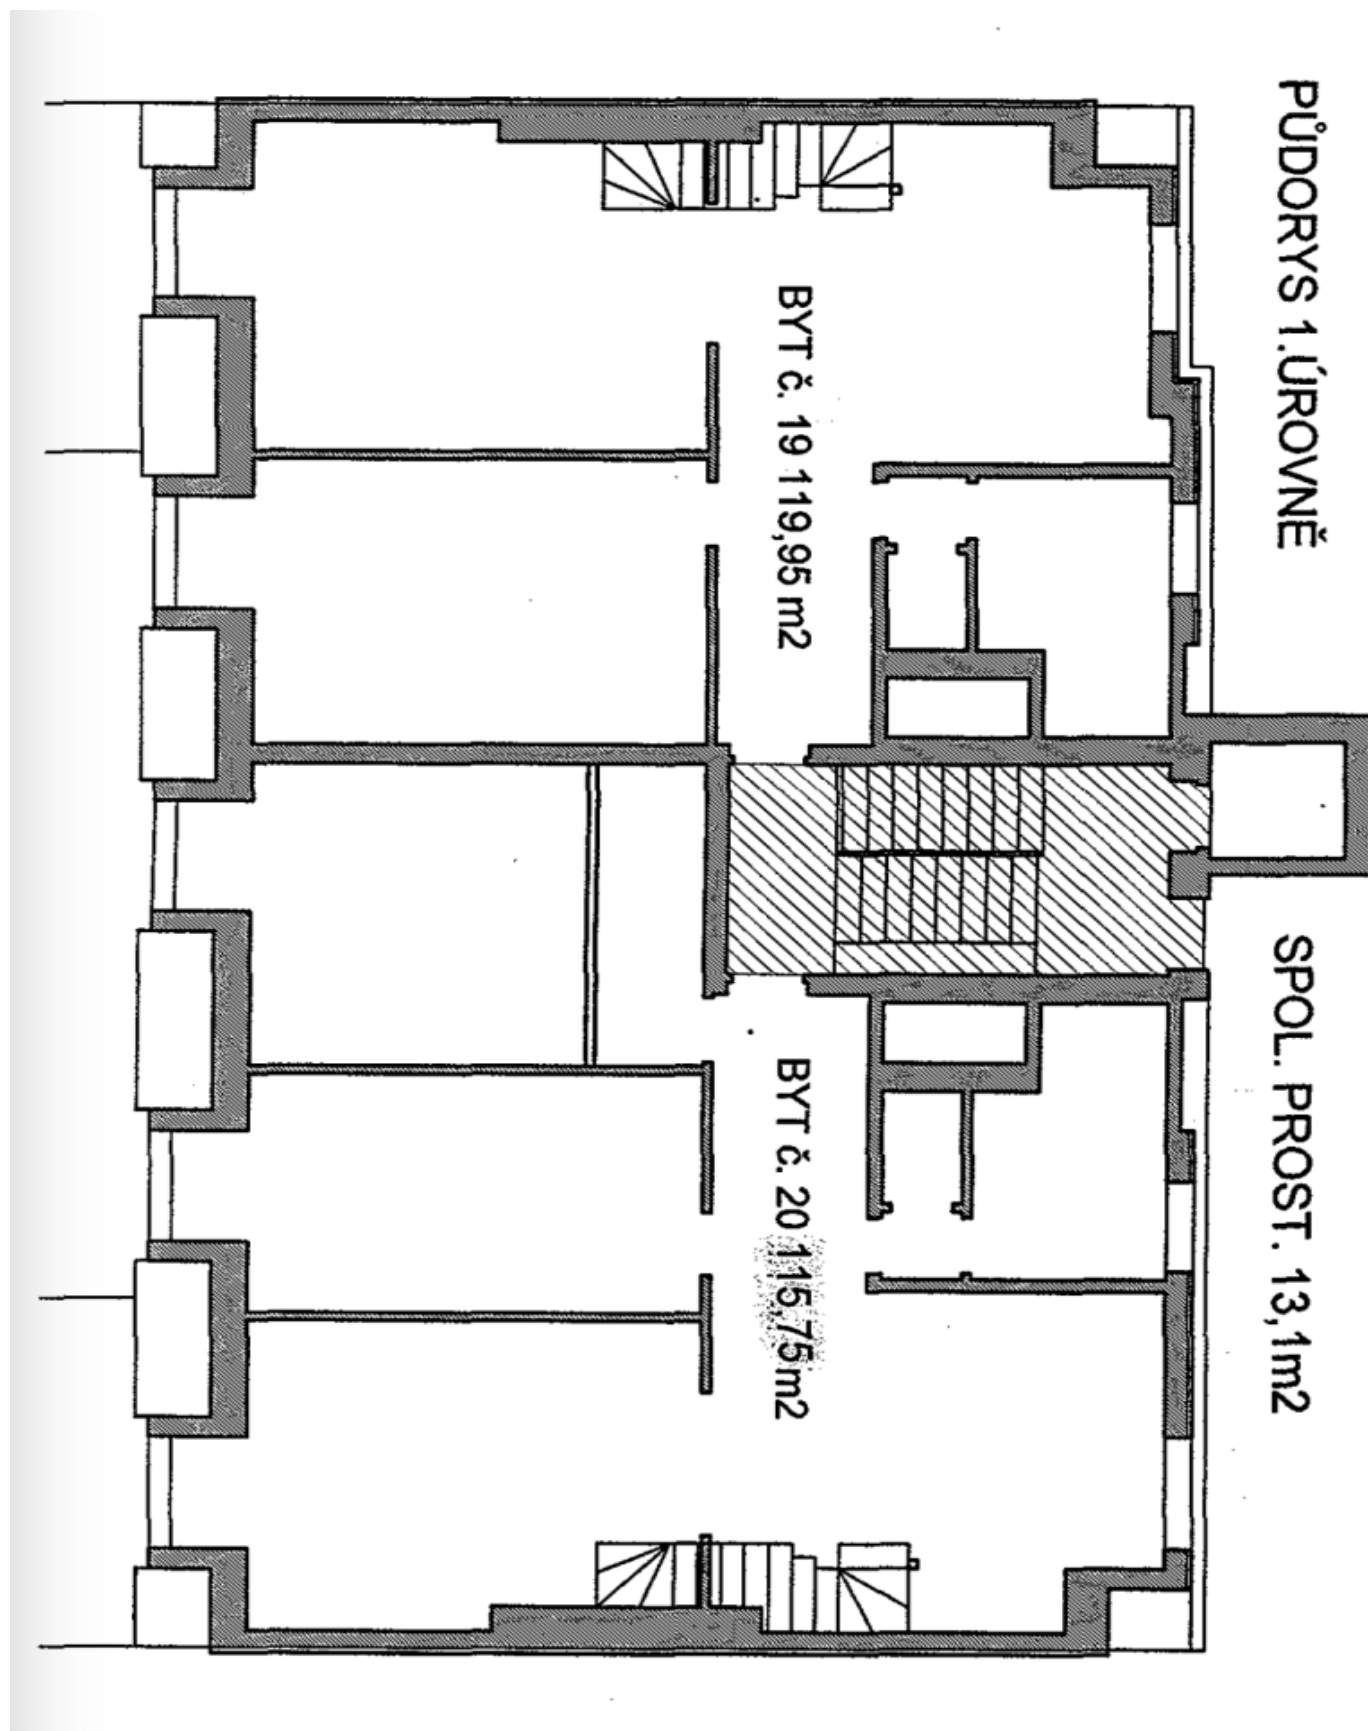 PŮDORYS 1.ÚROVNĚ
SPOL. PROST. 13,1m2
BYT č. 19 119,95 m2
BYT č. 20 115,75 m2